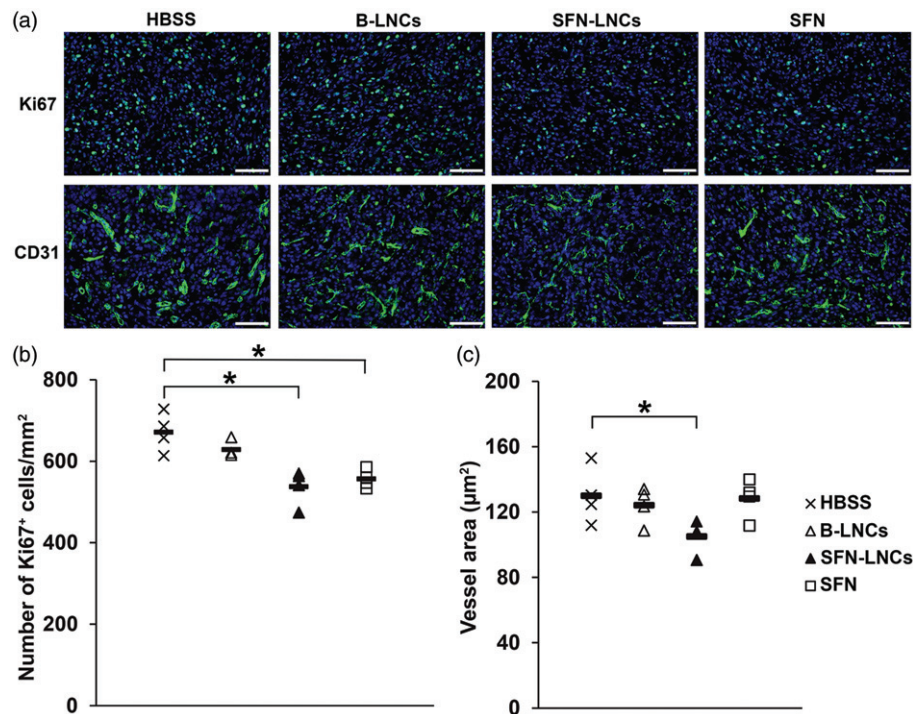 (a)
HBSS B-LNCs SFN-LNCs SFN
Ki67
CD31
(b)
* 
*
800
600
400
200
0
Number of Ki67⁺ cells/mm²
(c)
*
200
160
120
80
40
0
Vessel area (µm²)
× HBSS
△ B-LNCs
▲ SFN-LNCs
□ SFN